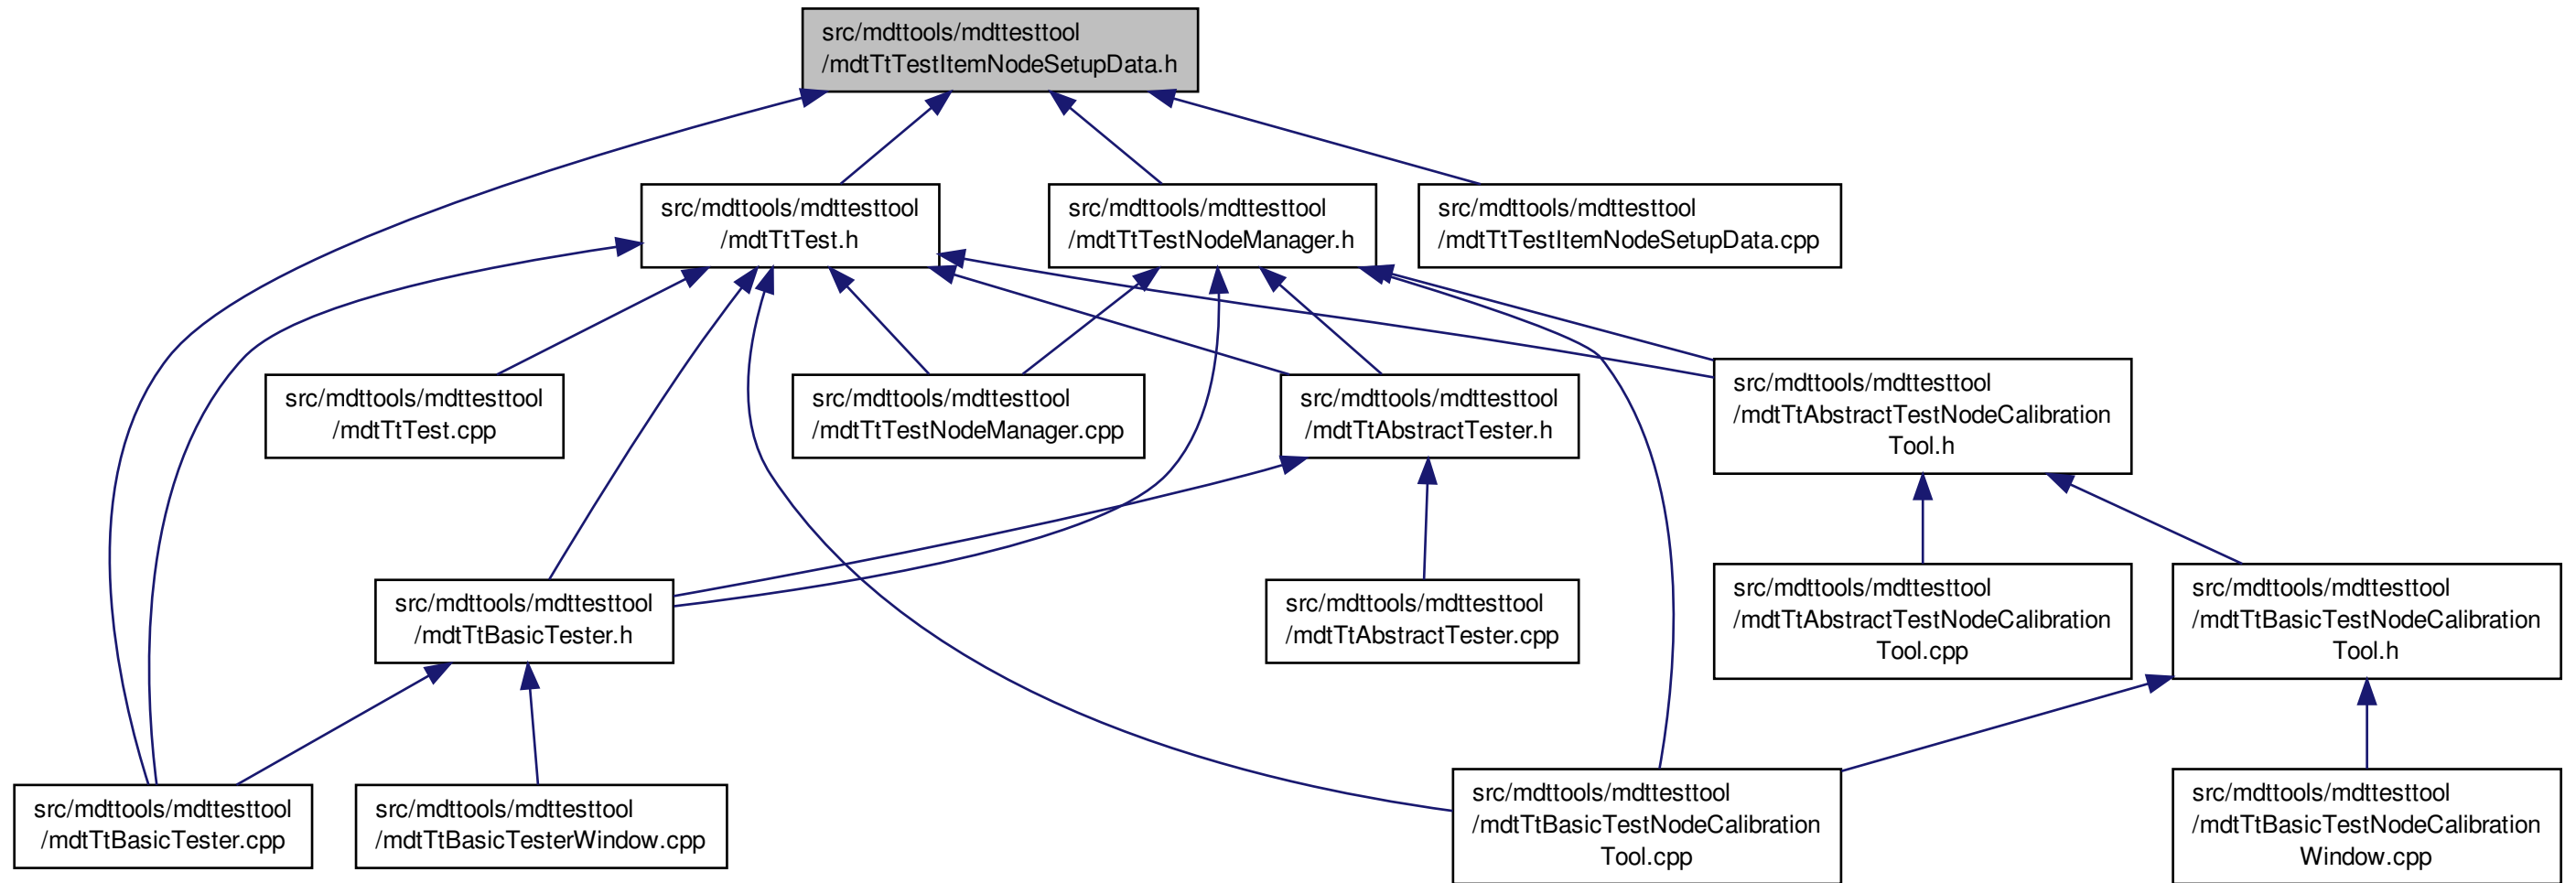 src/mdttools/mdttesttool
/mdtTtTestItemNodeSetupData.h
src/mdttools/mdttesttool
/mdtTtTest.h
src/mdttools/mdttesttool
/mdtTtTestNodeManager.h
src/mdttools/mdttesttool
/mdtTtTestItemNodeSetupData.cpp
src/mdttools/mdttesttool
/mdtTtTest.cpp
src/mdttools/mdttesttool
/mdtTtTestNodeManager.cpp
src/mdttools/mdttesttool
/mdtTtAbstractTester.h
src/mdttools/mdttesttool
/mdtTtAbstractTestNodeCalibration
Tool.h
src/mdttools/mdttesttool
/mdtTtBasicTester.h
src/mdttools/mdttesttool
/mdtTtAbstractTester.cpp
src/mdttools/mdttesttool
/mdtTtAbstractTestNodeCalibration
Tool.cpp
src/mdttools/mdttesttool
/mdtTtBasicTestNodeCalibration
Tool.h
src/mdttools/mdttesttool
/mdtTtBasicTester.cpp
src/mdttools/mdttesttool
/mdtTtBasicTesterWindow.cpp
src/mdttools/mdttesttool
/mdtTtBasicTestNodeCalibration
Tool.cpp
src/mdttools/mdttesttool
/mdtTtBasicTestNodeCalibration
Window.cpp